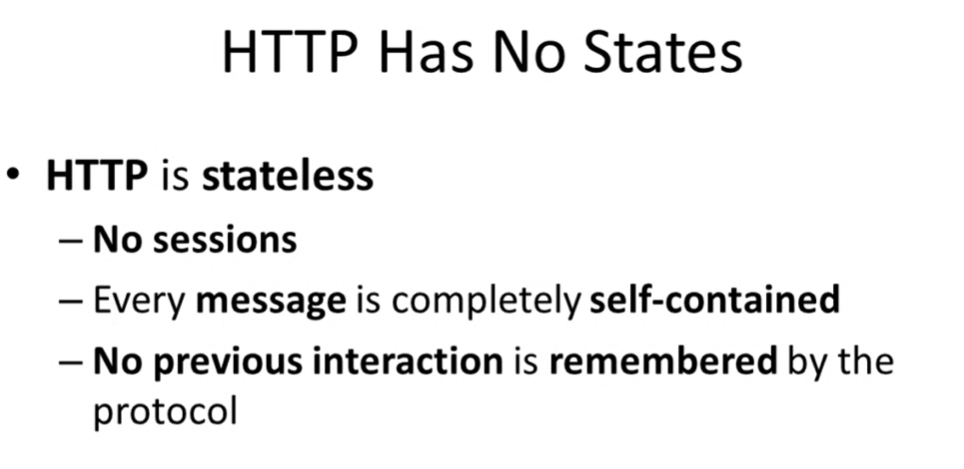 HTTP Has No States
• HTTP is stateless
– No sessions
– Every message is completely self-contained
– No previous interaction is remembered by the
protocol